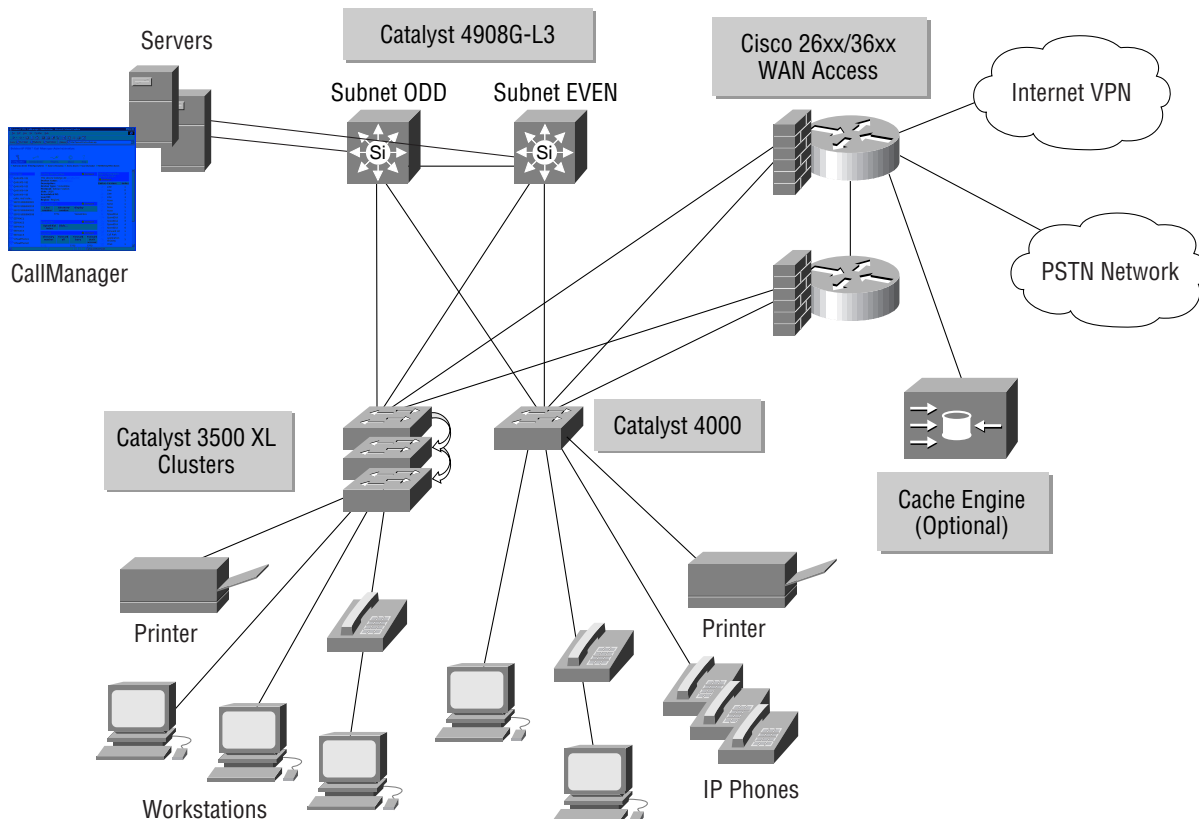 Servers
Catalyst 4908G-L3
Cisco 26xx/36xx
WAN Access
Subnet ODD
Subnet EVEN
Internet VPN
Si
Si
CallManager
PSTN Network
Catalyst 3500 XL
Clusters
Catalyst 4000
Cache Engine
(Optional)
Printer
Printer
Workstations
IP Phones